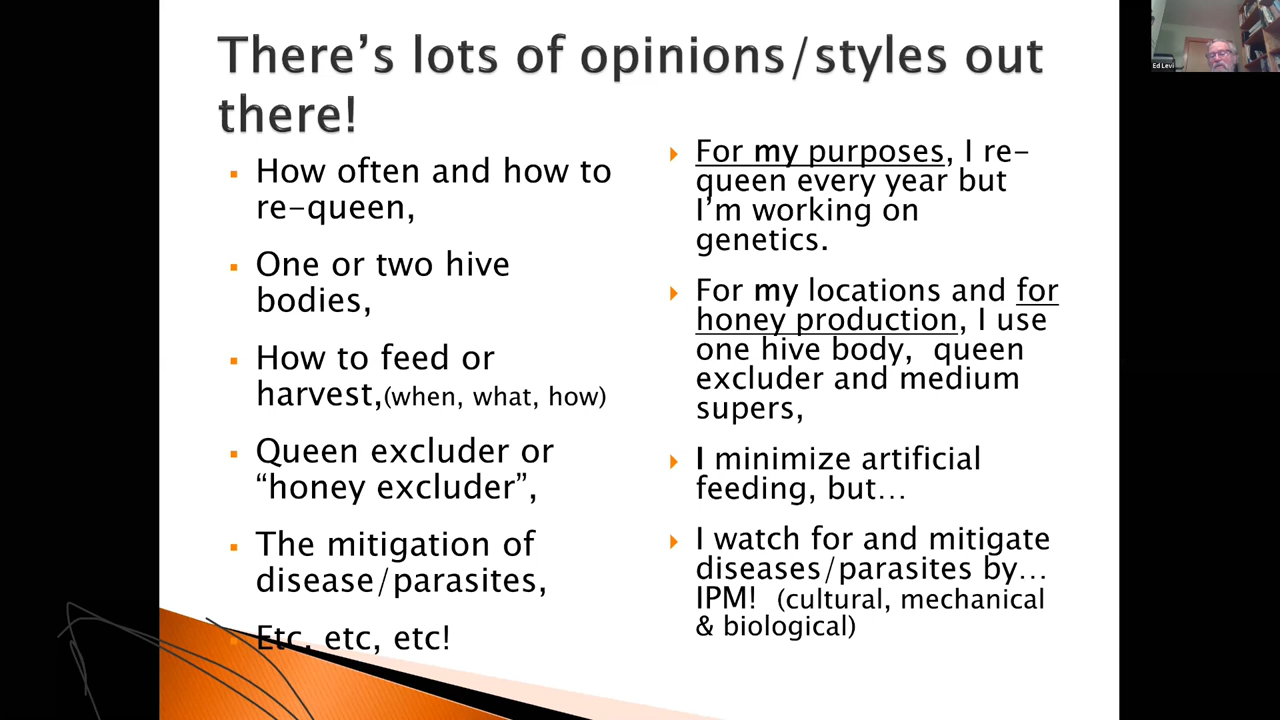 There's lots of opinions/styles out
there!
▪ How often and how to
re-queen,
▪ One or two hive
bodies,
▪ How to feed or
harvest,(when, what, how)
▪ Queen excluder or
“honey excluder”,
▪ The mitigation of
disease/parasites,
▪ Etc, etc, etc!
For my purposes, I re-
queen every year but
I'm working on
genetics.
For my locations and for
honey production, I use
one hive body, queen
excluder and medium
supers,
I minimize artificial
feeding, but…
I watch for and mitigate
diseases/parasites by…
IPM! (cultural, mechanical
& biological)
Ed Levi